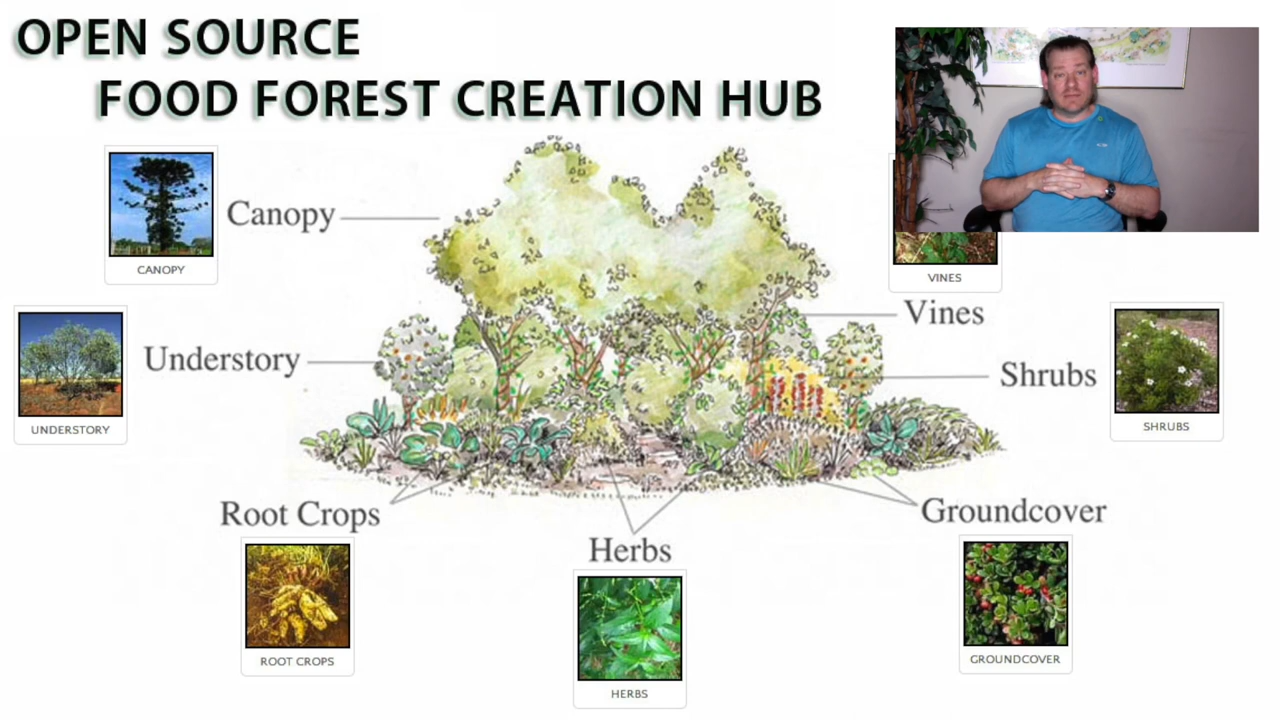 OPEN SOURCE
FOOD FOREST CREATION HUB
CANOPY
Canopy
VINES
Vines
UNDERSTORY
Understory
Shrubs
SHRUBS
Root Crops
ROOT CROPS
Herbs
HERBS
Groundcover
GROUNDCOVER